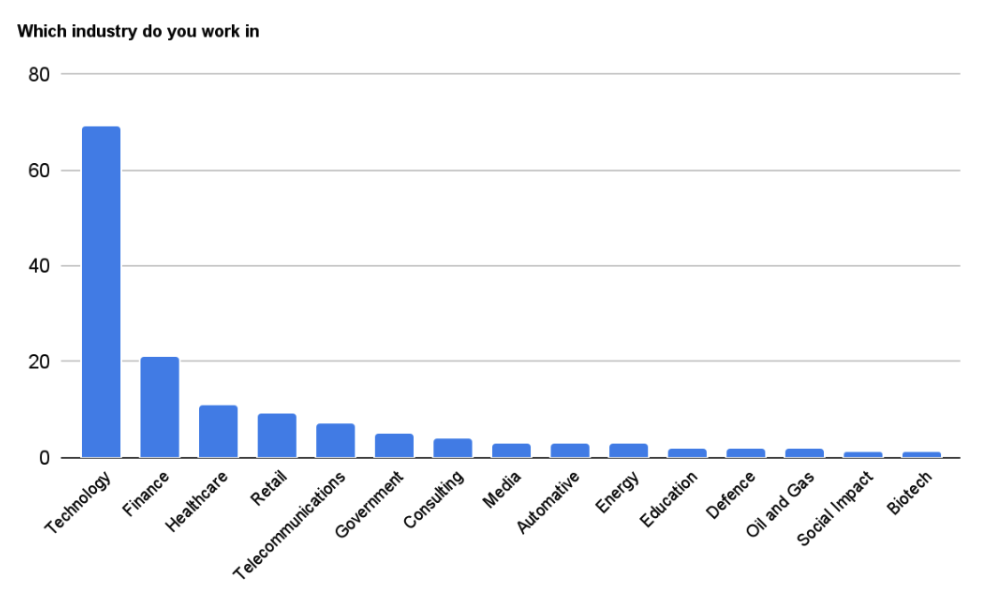 Which industry do you work in
80
60
40
20
0
Technology
Finance
Healthcare
Retail
Telecommunications
Government
Consulting
Media
Automative
Energy
Education
Defence
Oil and Gas
Social Impact
Biotech